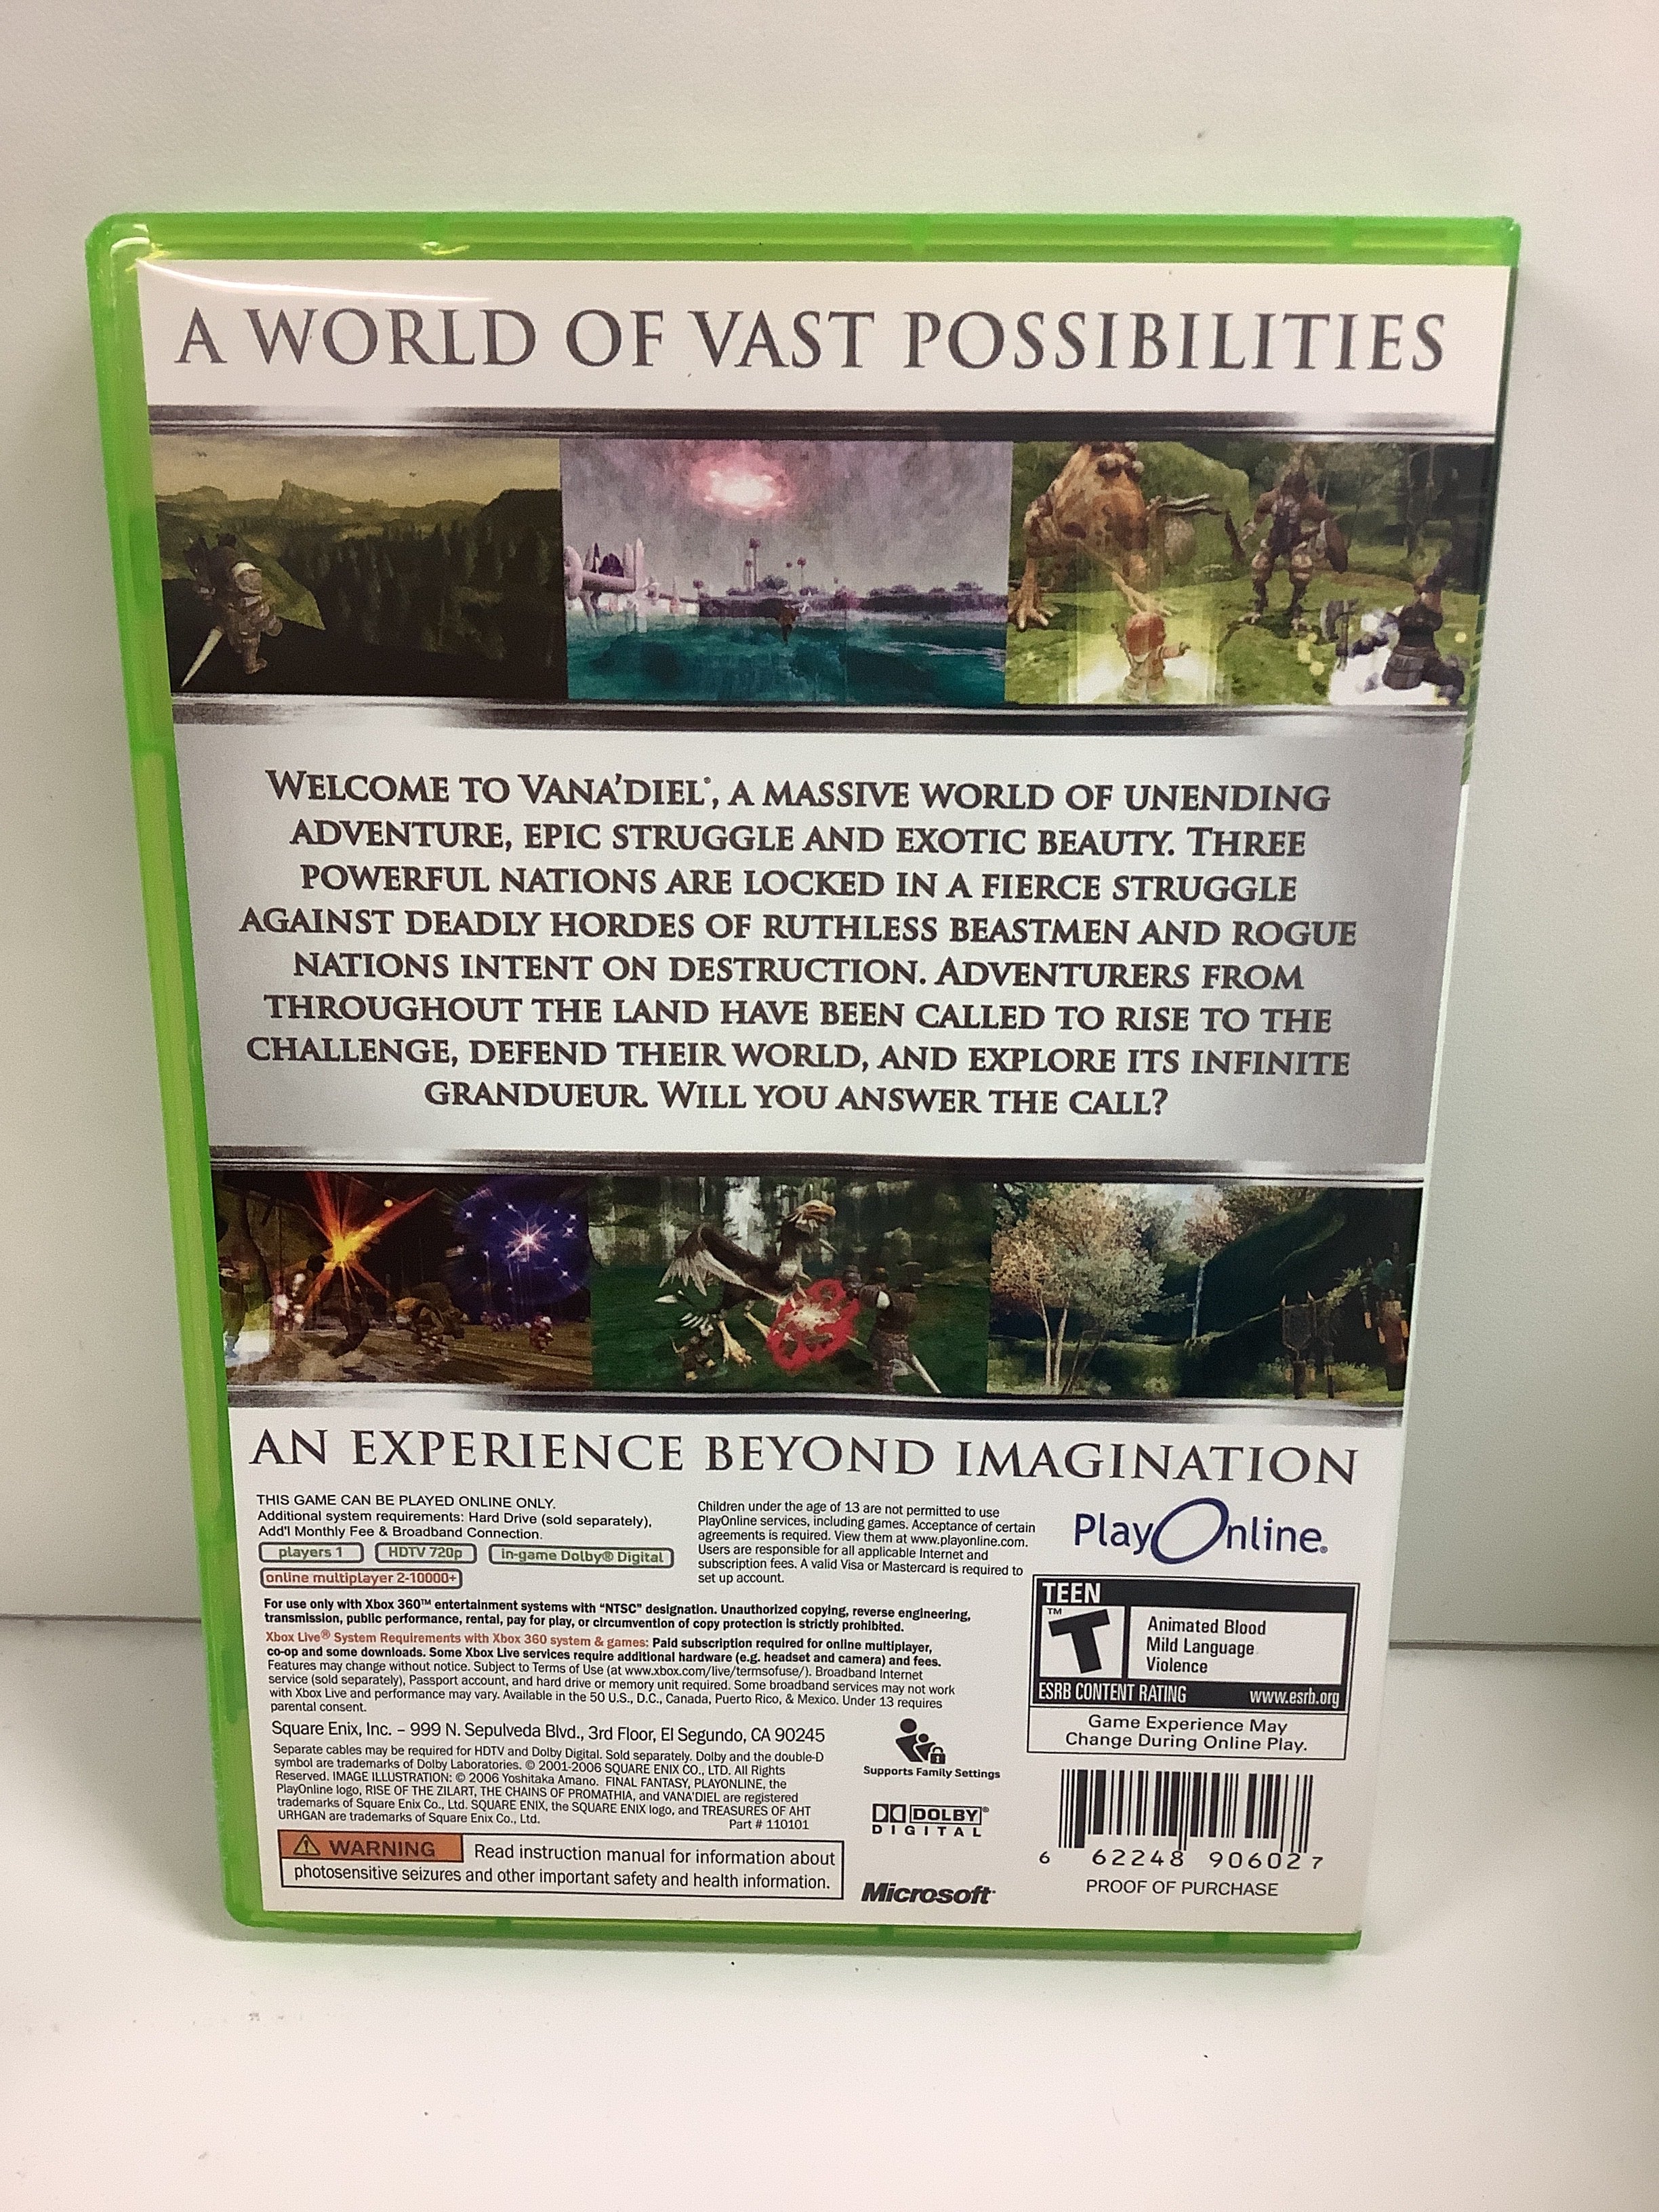 A WORLD OF VAST POSSIBILITIES
WELCOME TO VANA'DIEL®, A MASSIVE WORLD OF UNENDING
ADVENTURE, EPIC STRUGGLE AND EXOTIC BEAUTY. THREE
POWERFUL NATIONS ARE LOCKED IN A FIERCE STRUGGLE
AGAINST DEADLY HORDES OF RUTHLESS BEASTMEN AND ROGUE
NATIONS INTENT ON DESTRUCTION. ADVENTURERS FROM
THROUGHOUT THE LAND HAVE BEEN CALLED TO RISE TO THE
CHALLENGE, DEFEND THEIR WORLD, AND EXPLORE ITS INFINITE
GRANDUEUR. WILL YOU ANSWER THE CALL?
AN EXPERIENCE BEYOND IMAGINATION
THIS GAME CAN BE PLAYED ONLINE ONLY.
Additional system requirements: Hard Drive (sold separately),
Add'l Monthly Fee & Broadband Connection.
players 1 HDTV 720p in-game Dolby® Digital
online multiplayer 2-10000+
Children under the age of 13 are not permitted to use
PlayOnline services, including games. Acceptance of certain
agreements is required. View them at www.playonline.com.
Users are responsible for all applicable Internet and
subscription fees. A valid Visa or Mastercard is required to
set up account.
PlayOnline®
For use only with Xbox 360™ entertainment systems with "NTSC" designation. Unauthorized copying, reverse engineering,
transmission, public performance, rental, pay for play, or circumvention of copy protection is strictly prohibited.
Xbox Live® System Requirements with Xbox 360 system & games: Paid subscription required for online multiplayer,
co-op and some downloads. Some Xbox Live services require additional hardware (e.g. headset and camera) and fees.
Features may change without notice. Subject to Terms of Use (at www.xbox.com/live/termsofuse/). Broadband Internet
service (sold separately), Passport account, and hard drive or memory unit required. Some broadband services may not work
with Xbox Live and performance may vary. Available in the 50 U.S., D.C., Canada, Puerto Rico, & Mexico. Under 13 requires
parental consent.
Square Enix, Inc. – 999 N. Sepulveda Blvd., 3rd Floor, El Segundo, CA 90245
Separate cables may be required for HDTV and Dolby Digital. Sold separately. Dolby and the double-D
symbol are trademarks of Dolby Laboratories. © 2001-2006 SQUARE ENIX CO., LTD. All Rights
Reserved. IMAGE ILLUSTRATION: © 2006 Yoshitaka Amano. FINAL FANTASY, PLAYONLINE, the
PlayOnline logo, RISE OF THE ZILART, THE CHAINS OF PROMATHIA, and VANA'DIEL are registered
trademarks of Square Enix Co., Ltd. SQUARE ENIX, the SQUARE ENIX logo, and TREASURES OF AHT
URHGAN are trademarks of Square Enix Co., Ltd.
Part # 110101
WARNING Read instruction manual for information about
photosensitive seizures and other important safety and health information.
Supports Family Settings
DOLBY®
DIGITAL
Microsoft®
TEEN
T™
Animated Blood
Mild Language
Violence
ESRB CONTENT RATING www.esrb.org
Game Experience May
Change During Online Play.
6 62248 90602 7
PROOF OF PURCHASE